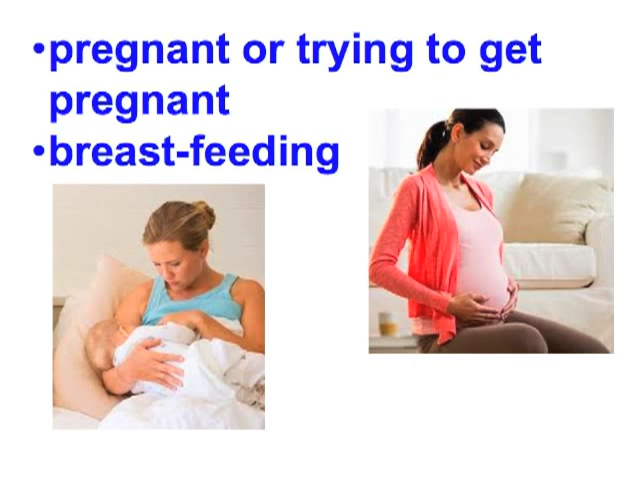 •pregnant or trying to get
pregnant
•breast-feeding